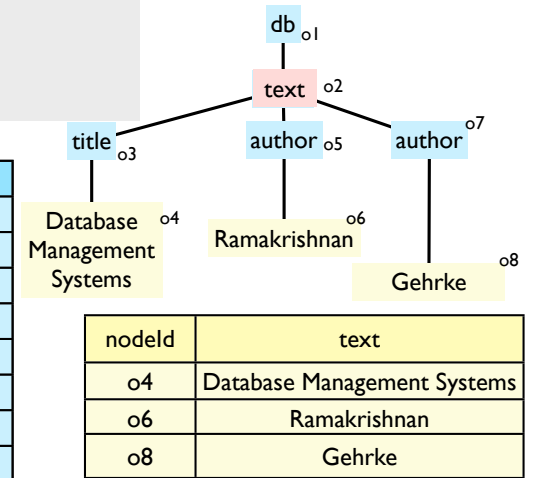 db o1
text o2
title o3
author o5
author o7
Database Management Systems o4
Ramakrishnan o6
Gehrke o8
nodeId text
o4 Database Management Systems
o6 Ramakrishnan
o8 Gehrke